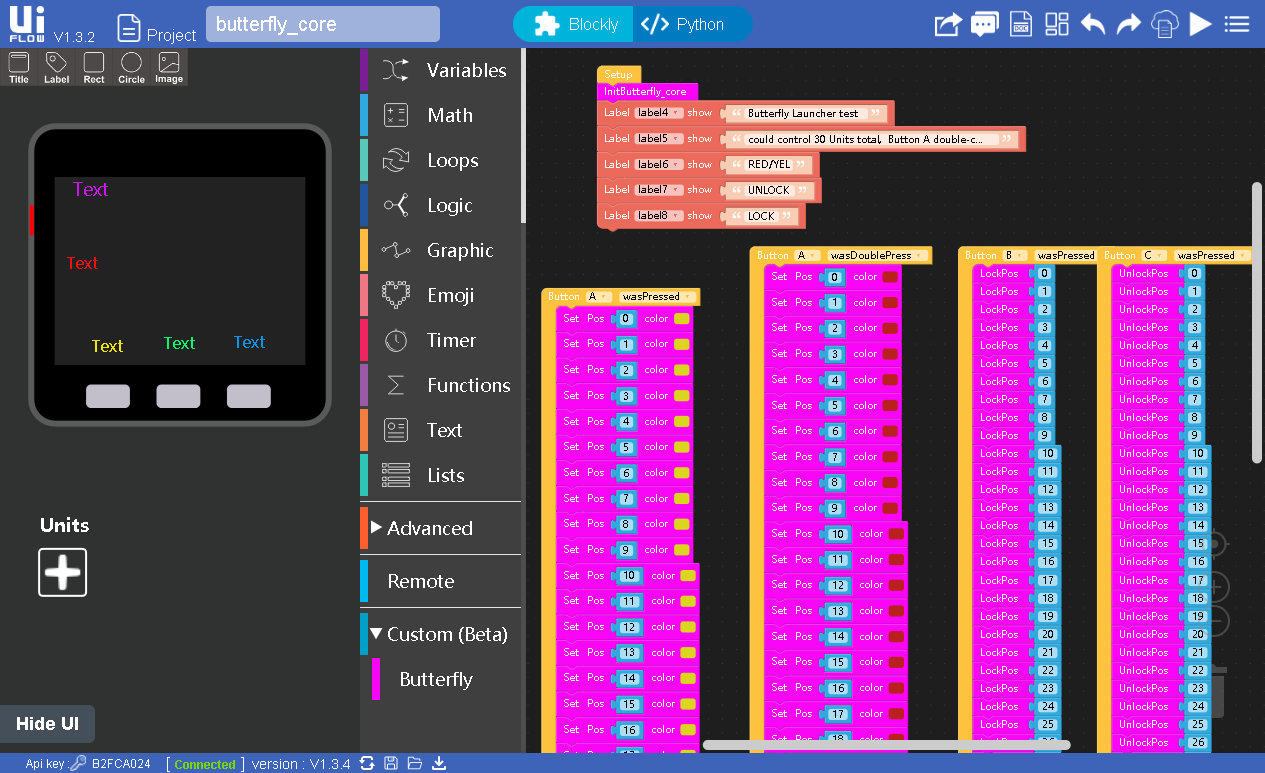 Ui FLOW V1.3.2 Project butterfly_core Blockly </> Python
Title Label Rect Circle Image
Text
Text
Text Text Text
Units
Hide UI
Variables
Math
Loops
Logic
Graphic
Emoji
Timer
Functions
Text
Lists
Advanced
Remote
Custom (Beta)
Butterfly
Setup
InitButterfly_core
Label label4 show “ Butterfly Launcher test ”
Label label5 show “ could control 30 Units total, Button A double-c... ”
Label label6 show “ RED/YEL ”
Label label7 show “ UNLOCK ”
Label label8 show “ LOCK ”
Button A wasPressed
Set Pos 0 color
Set Pos 1 color
Set Pos 2 color
Set Pos 3 color
Set Pos 4 color
Set Pos 5 color
Set Pos 6 color
Set Pos 7 color
Set Pos 8 color
Set Pos 9 color
Set Pos 10 color
Set Pos 11 color
Set Pos 12 color
Set Pos 13 color
Set Pos 14 color
Set Pos 15 color
Set Pos 16 color
Button A wasDoublePress
Set Pos 0 color
Set Pos 1 color
Set Pos 2 color
Set Pos 3 color
Set Pos 4 color
Set Pos 5 color
Set Pos 6 color
Set Pos 7 color
Set Pos 8 color
Set Pos 9 color
Set Pos 10 color
Set Pos 11 color
Set Pos 12 color
Set Pos 13 color
Set Pos 14 color
Set Pos 15 color
Set Pos 16 color
Set Pos 17 color
Set Pos 18 color
Button B wasPressed
LockPos 0
LockPos 1
LockPos 2
LockPos 3
LockPos 4
LockPos 5
LockPos 6
LockPos 7
LockPos 8
LockPos 9
LockPos 10
LockPos 11
LockPos 12
LockPos 13
LockPos 14
LockPos 15
LockPos 16
LockPos 17
LockPos 18
LockPos 19
LockPos 20
LockPos 21
LockPos 22
LockPos 23
LockPos 24
LockPos 25
LockPos 26
Button C wasPressed
UnlockPos 0
UnlockPos 1
UnlockPos 2
UnlockPos 3
UnlockPos 4
UnlockPos 5
UnlockPos 6
UnlockPos 7
UnlockPos 8
UnlockPos 9
UnlockPos 10
UnlockPos 11
UnlockPos 12
UnlockPos 13
UnlockPos 14
UnlockPos 15
UnlockPos 16
UnlockPos 17
UnlockPos 18
UnlockPos 19
UnlockPos 20
UnlockPos 21
UnlockPos 22
UnlockPos 23
UnlockPos 24
UnlockPos 25
UnlockPos 26
Api key : B2FCA024 [ Connected ] version : V1.3.4